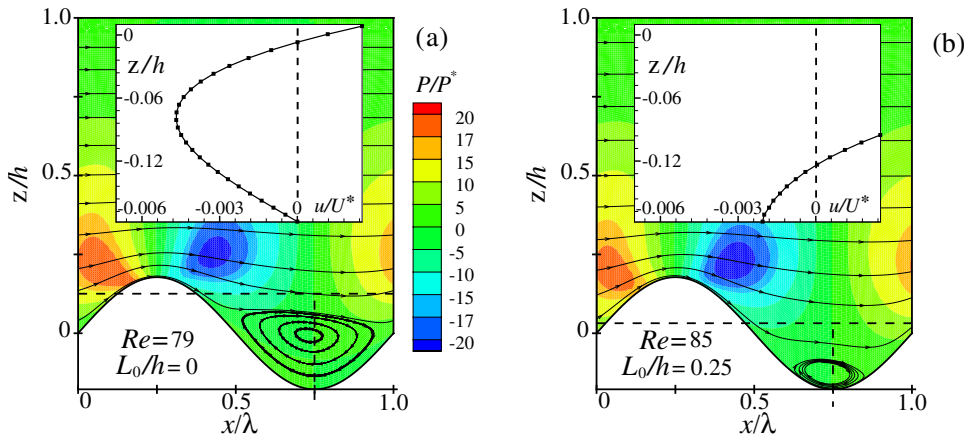 (a)
1.0
0.5
0
z/h
0
-0.06
-0.12
z/h
-0.006
-0.003
0
u/U*
Re=79
L₀/h=0
0
0.5
1.0
x/λ
P/P*
20
17
15
10
5
0
-5
-10
-15
-17
-20
(b)
1.0
0.5
0
z/h
0
-0.06
-0.12
z/h
-0.006
-0.003
0
u/U*
Re=85
L₀/h=0.25
0
0.5
1.0
x/λ